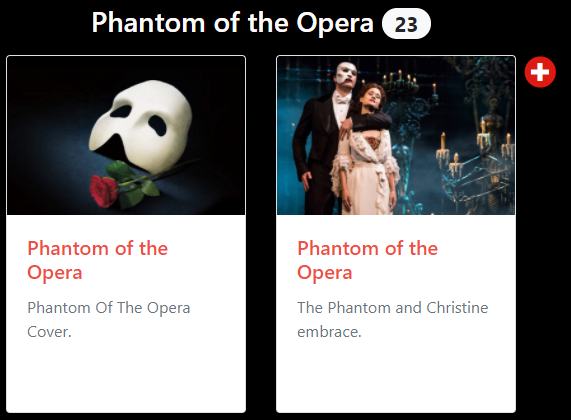 Phantom of the Opera 23
Phantom of the
Opera
Phantom Of The Opera
Cover.
Phantom of the
Opera
The Phantom and Christine
embrace.